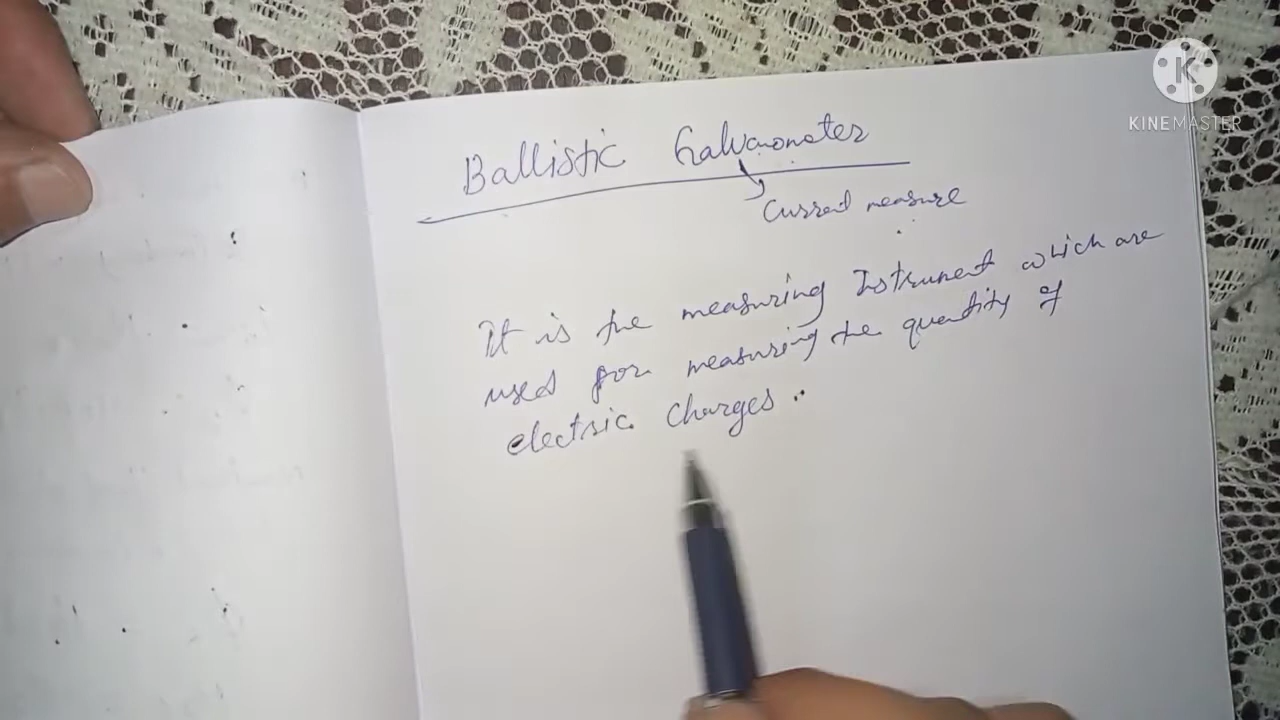 KINEMASTER
Ballistic Galvanometer
Current measure
It is the measuring Instrument which are
used for measuring the quantity of
electric charges.